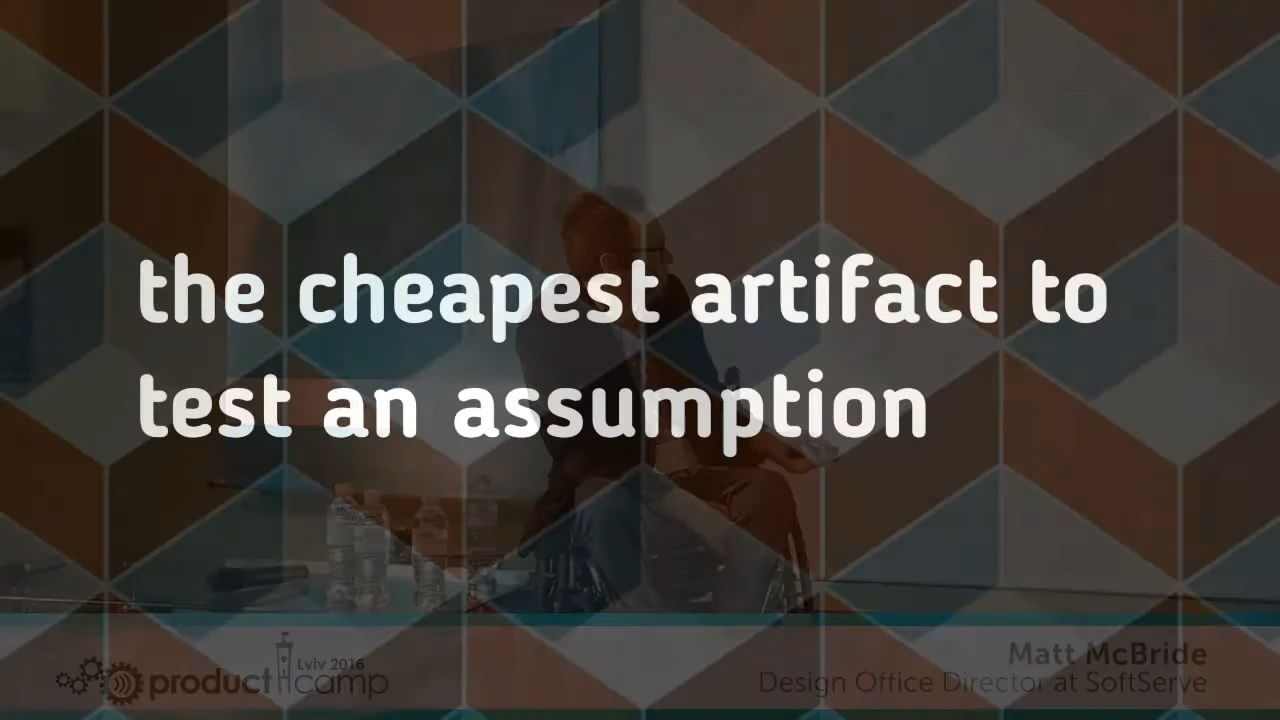 the cheapest artifact to
test an assumption
Lviv 2016
product camp
Matt McBride
Design Office Director at SoftServe